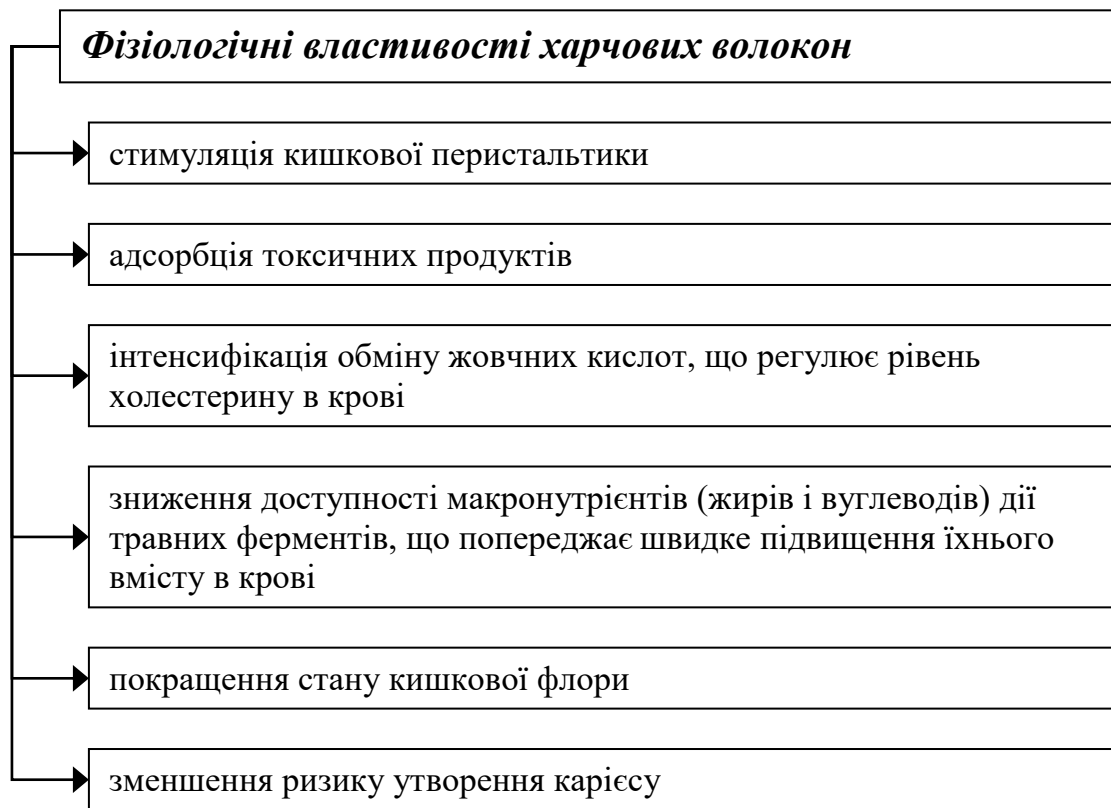 Фізіологічні властивості харчових волокон
стимуляція кишкової перистальтики
адсорбція токсичних продуктів
інтенсифікація обміну жовчних кислот, що регулює рівень
холестерину в крові
зниження доступності макронутрієнтів (жирів і вуглеводів) дії
травних ферментів, що попереджає швидке підвищення їхнього
вмісту в крові
покращення стану кишкової флори
зменшення ризику утворення карієсу